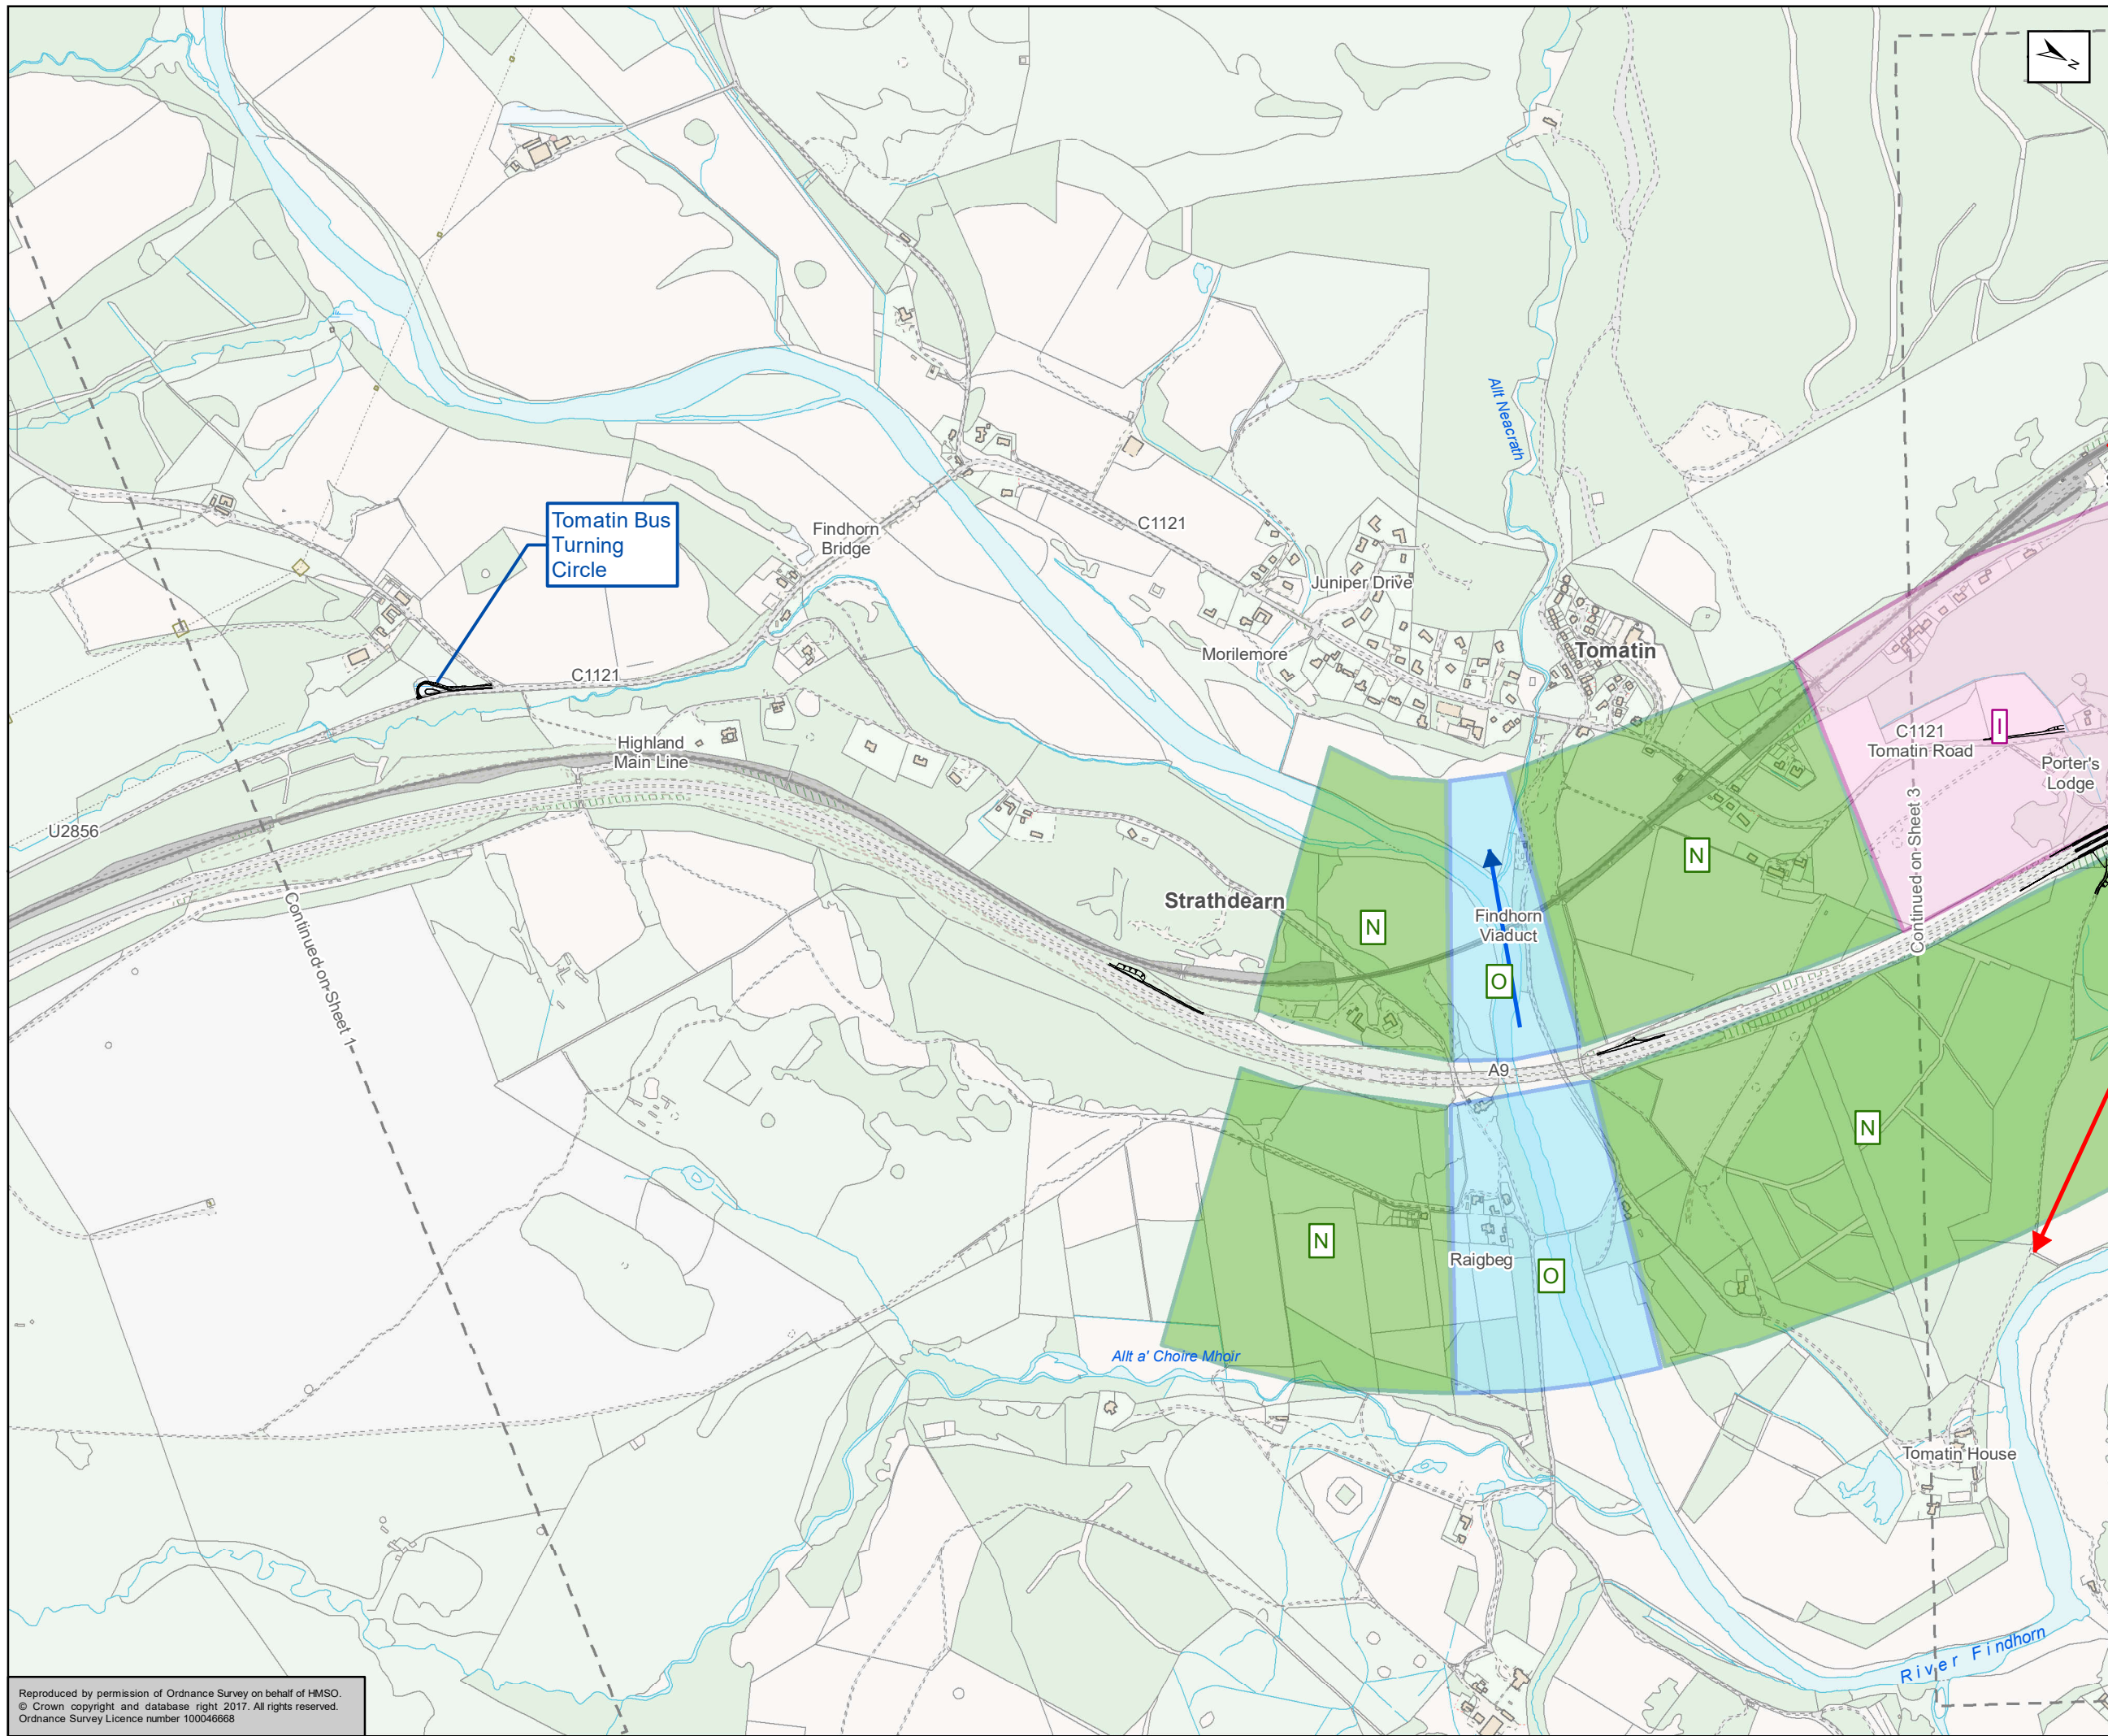 N
Allt Neacrath
Tomatin Bus
Turning
Circle
Findhorn
Bridge
C1121
Juniper Drive
Morilemore
Tomatin
C1121
C1121
Tomatin Road
I
Porter's
Lodge
Highland
Main Line
U2856
Continued on Sheet 3
N
Strathdearn
N
Findhorn
Viaduct
O
Continued on Sheet 1
A9
N
N
Raigbeg
O
Allt a' Choire Mhoir
Tomatin House
River Findhorn
Reproduced by permission of Ordnance Survey on behalf of HMSO.
© Crown copyright and database right 2017. All rights reserved.
Ordnance Survey Licence number 100046668